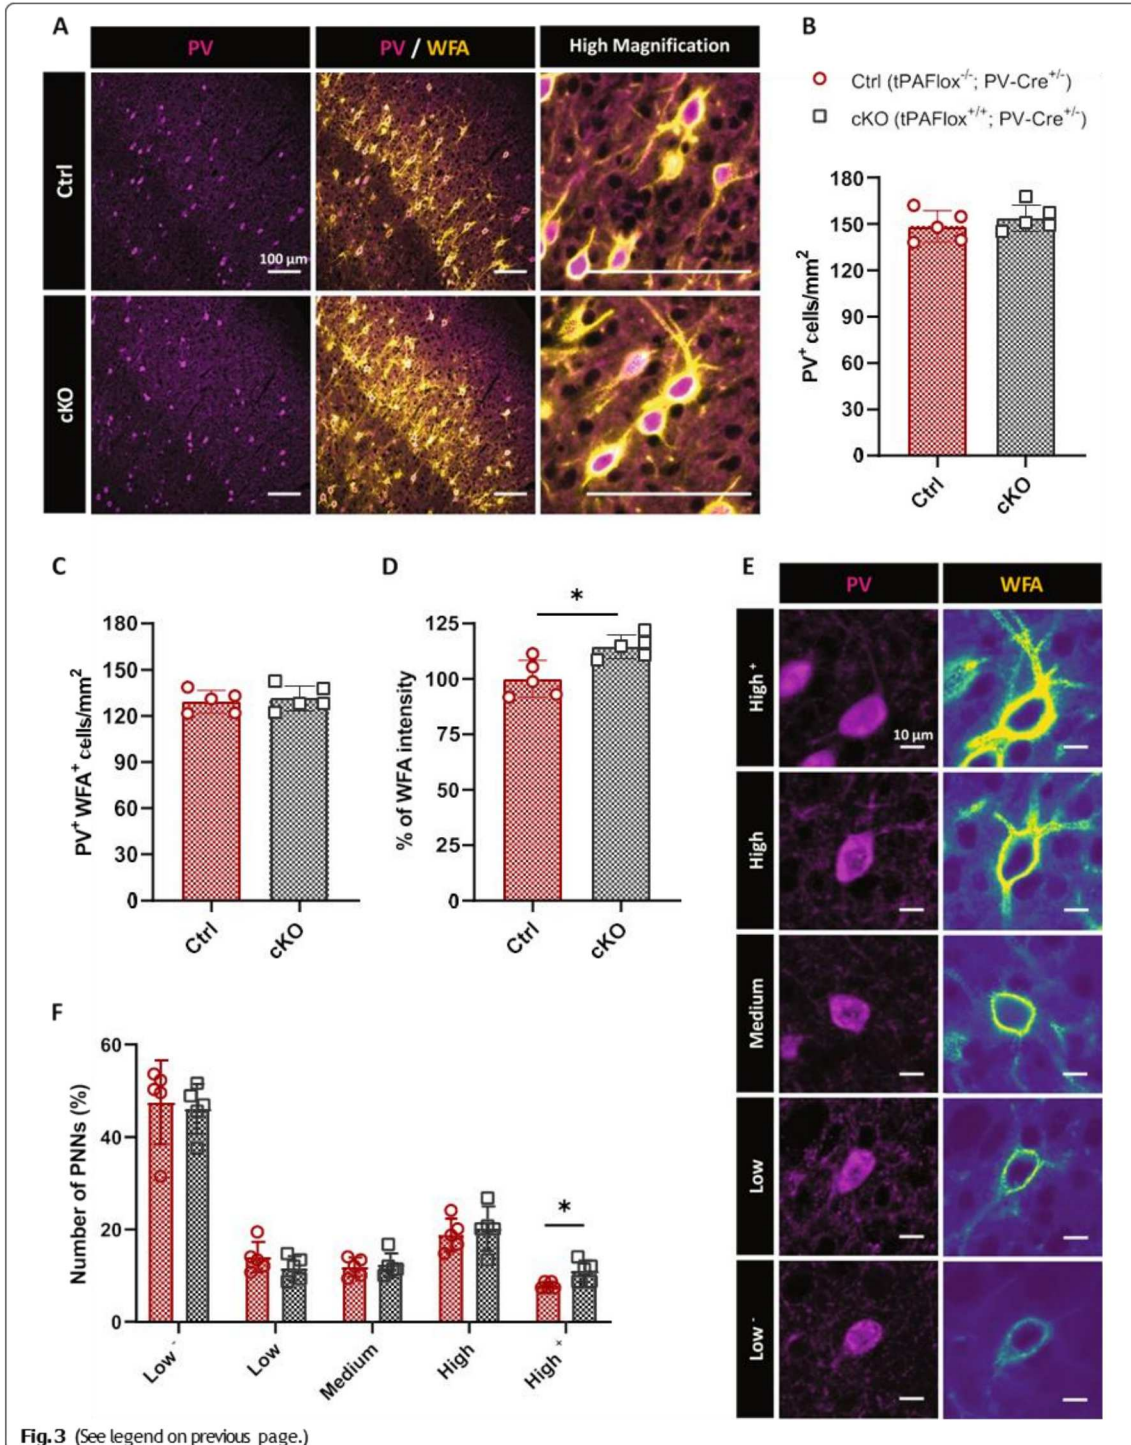 A
PV
PV / WFA
High Magnification
Ctrl
100 µm
cKO
B
Ctrl (tPAFlox-/-; PV-Cre+/-)
cKO (tPAFlox+/+; PV-Cre+/-)
PV+ cells/mm2
180
150
120
90
60
30
0
Ctrl
cKO
C
PV+WFA+ cells/mm2
180
150
120
90
60
30
0
Ctrl
cKO
D
% of WFA intensity
125
100
75
50
25
0
*
Ctrl
cKO
E
PV
WFA
High+
10 µm
High
Medium
Low
Low-
F
Number of PNNs (%)
60
40
20
0
*
Low-
Low
Medium
High
High+
Fig. 3 (See legend on previous page.)